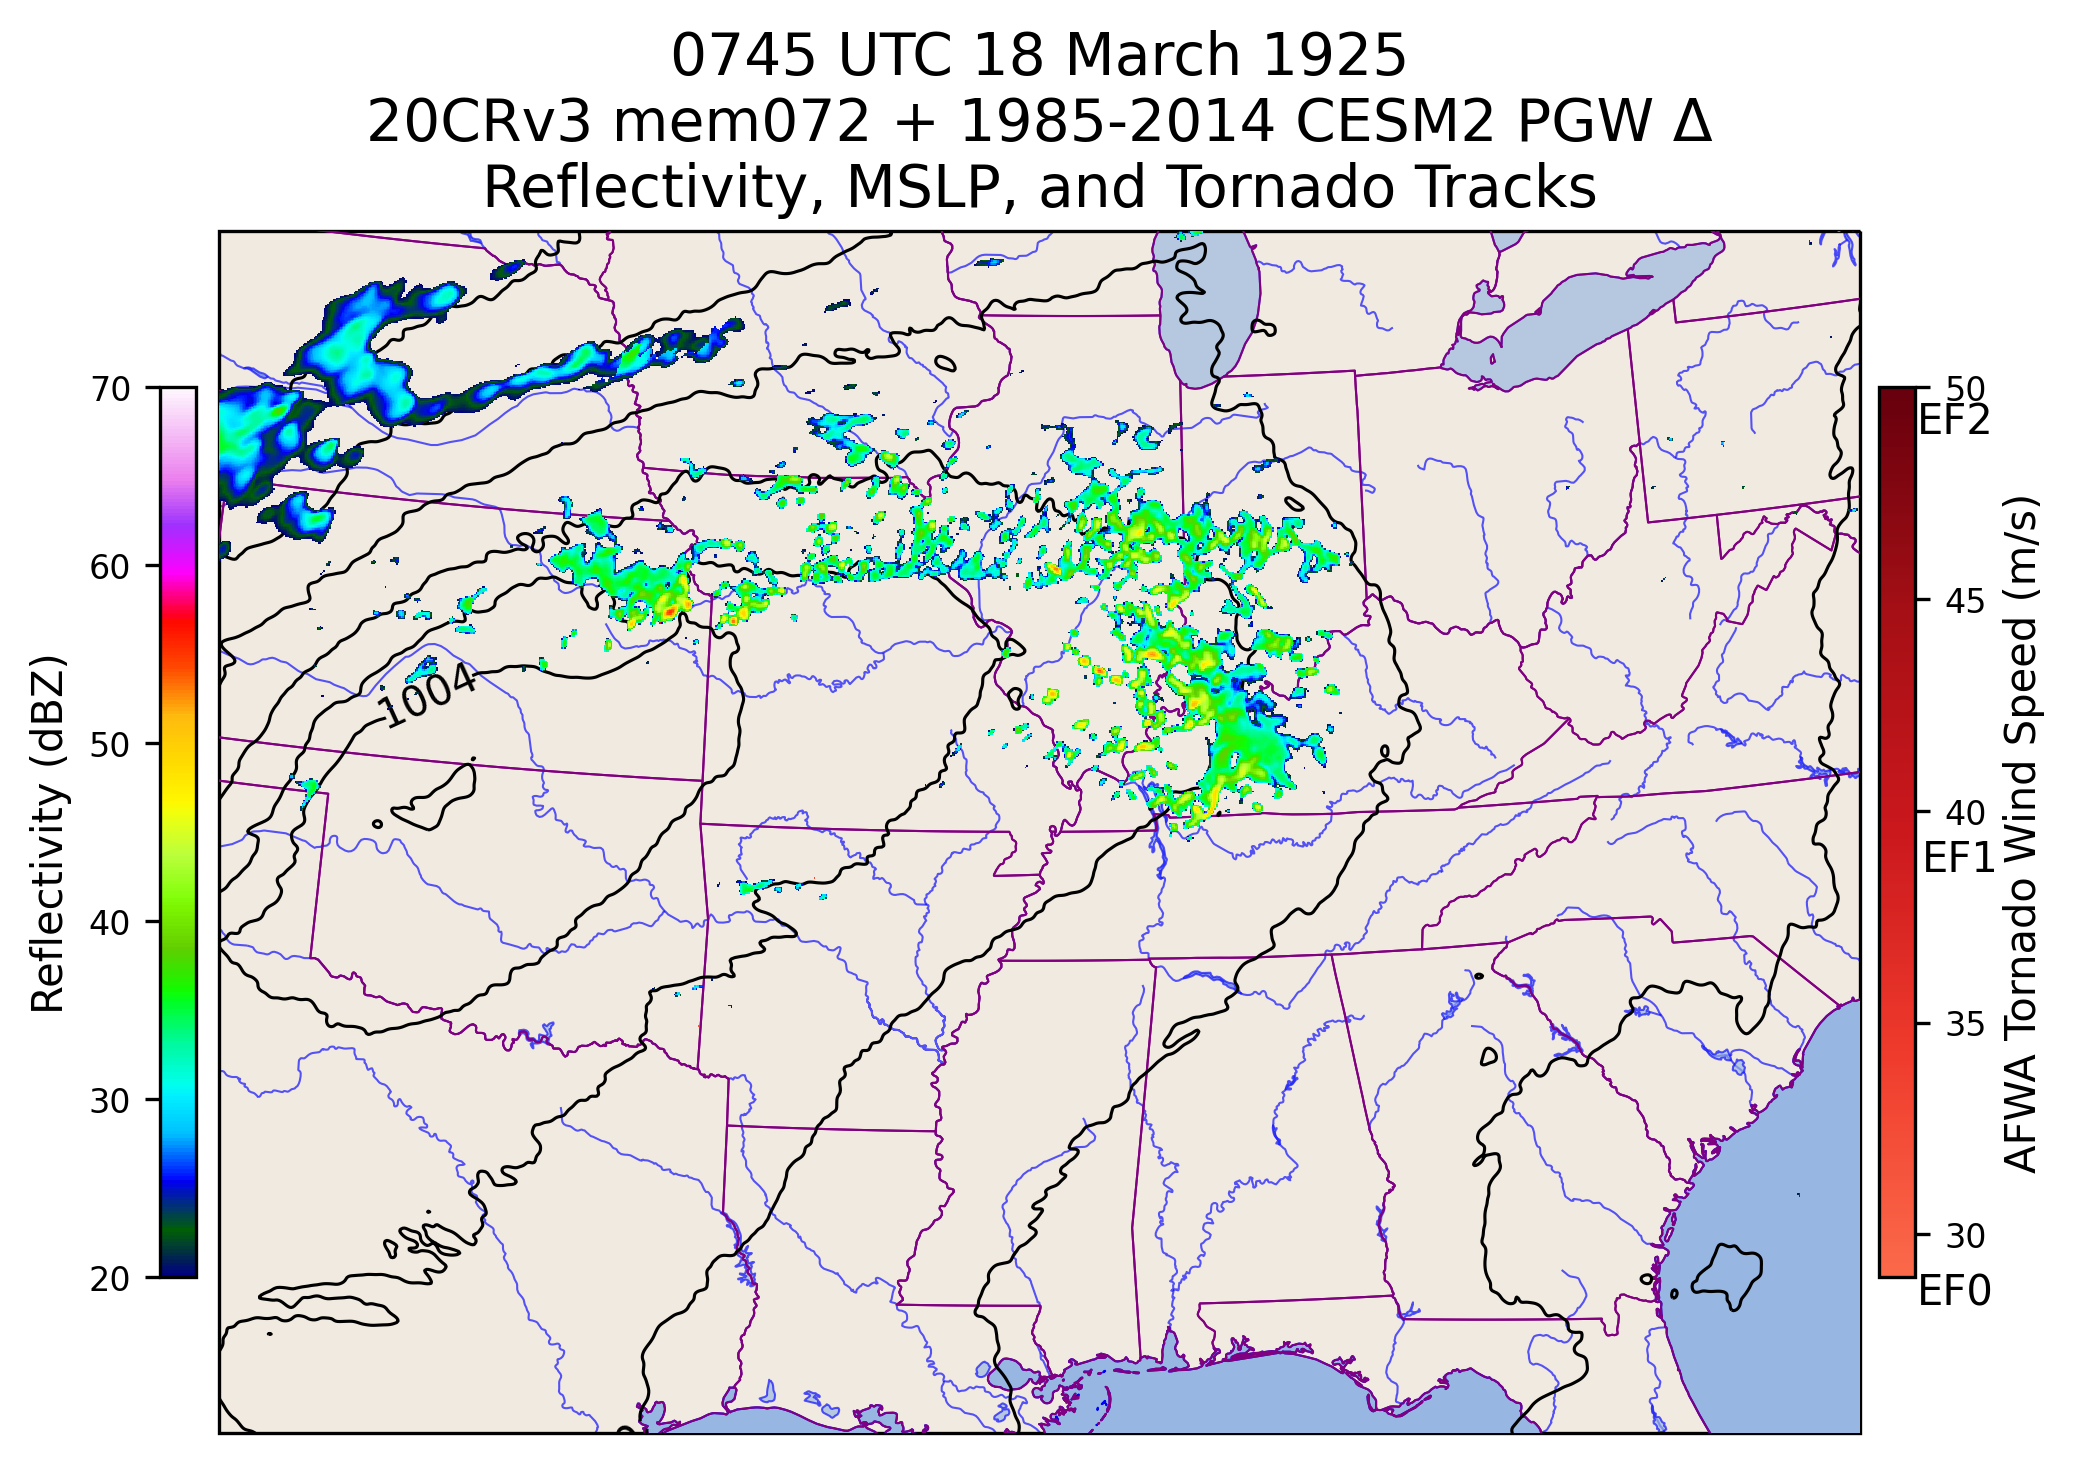 0745 UTC 18 March 1925
20CRv3 mem072 + 1985-2014 CESM2 PGW Δ
Reflectivity, MSLP, and Tornado Tracks
70
60
50
40
30
20
Reflectivity (dBZ)
1004
50
EF2
45
40
EF1
35
30
EF0
AFWA Tornado Wind Speed (m/s)